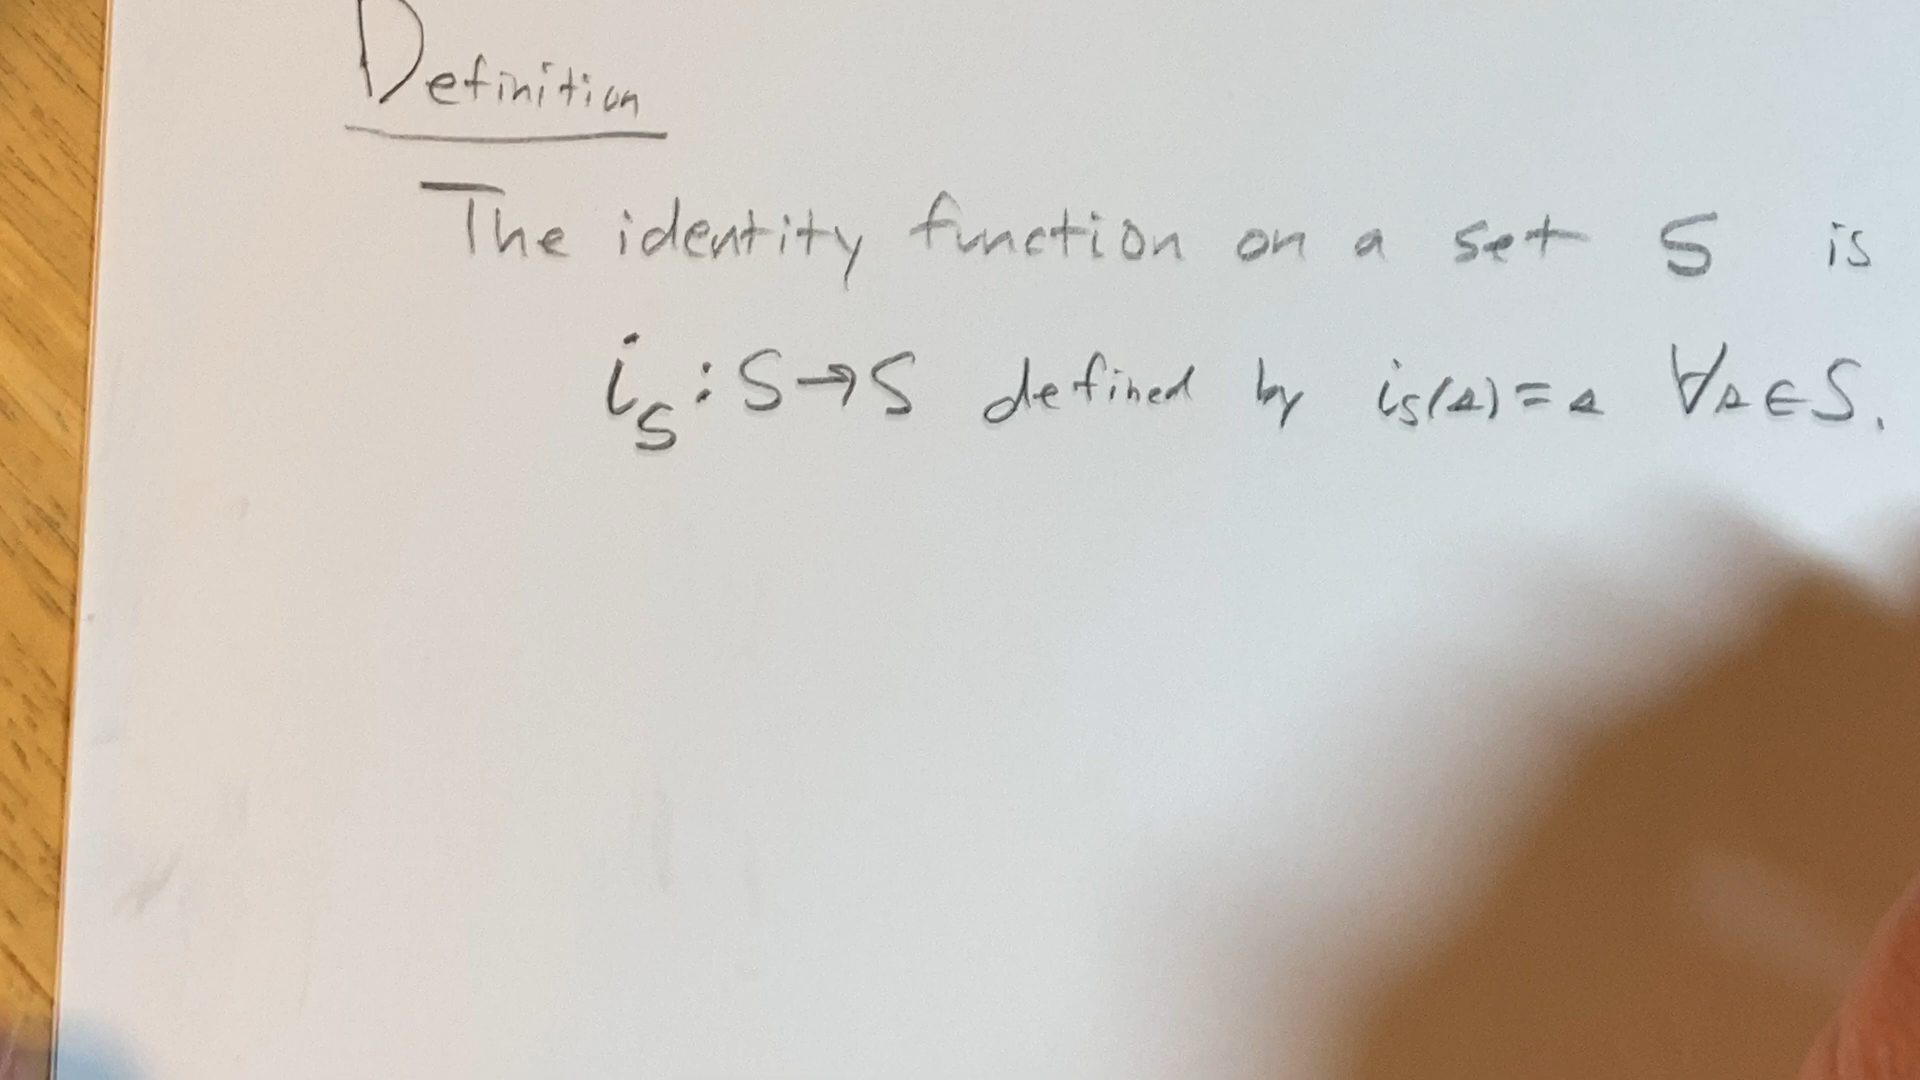 Definition
The identity function on a set S is
i_S : S → S defined by i_S(s) = s ∀s ∈ S.